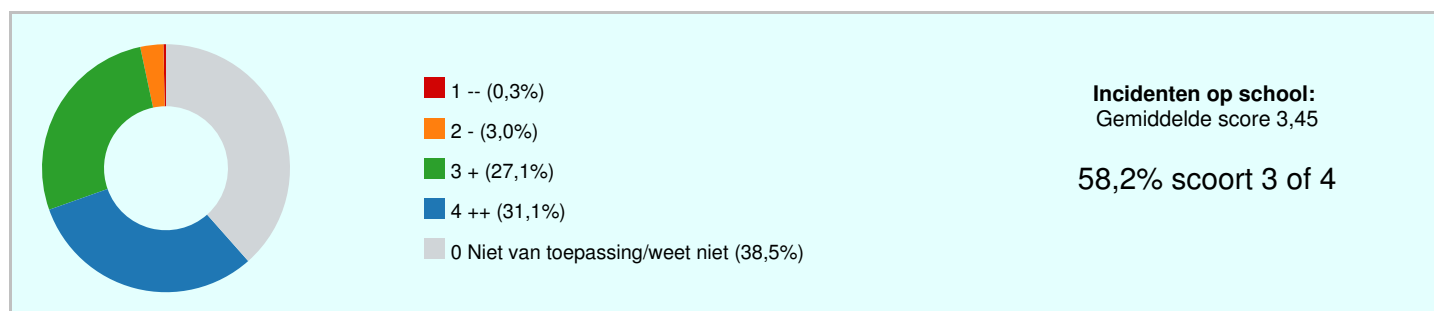 1 -- (0,3%)
2 - (3,0%)
3 + (27,1%)
4 ++ (31,1%)
0 Niet van toepassing/weet niet (38,5%)
Incidenten op school:
Gemiddelde score 3,45
58,2% scoort 3 of 4